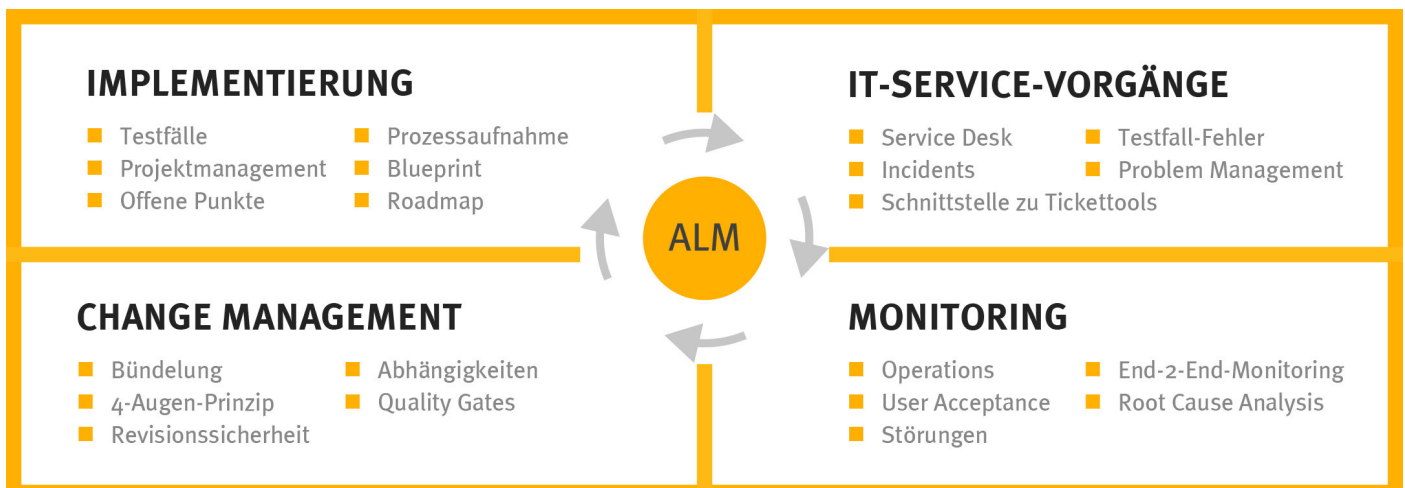 IMPLEMENTIERUNG
Testfälle
Projektmanagement
Offene Punkte
Prozessaufnahme
Blueprint
Roadmap
IT-SERVICE-VORGÄNGE
Service Desk
Incidents
Schnittstelle zu Tickettools
Testfall-Fehler
Problem Management
ALM
CHANGE MANAGEMENT
Bündelung
4-Augen-Prinzip
Revisionssicherheit
Abhängigkeiten
Quality Gates
MONITORING
Operations
User Acceptance
Störungen
End-2-End-Monitoring
Root Cause Analysis